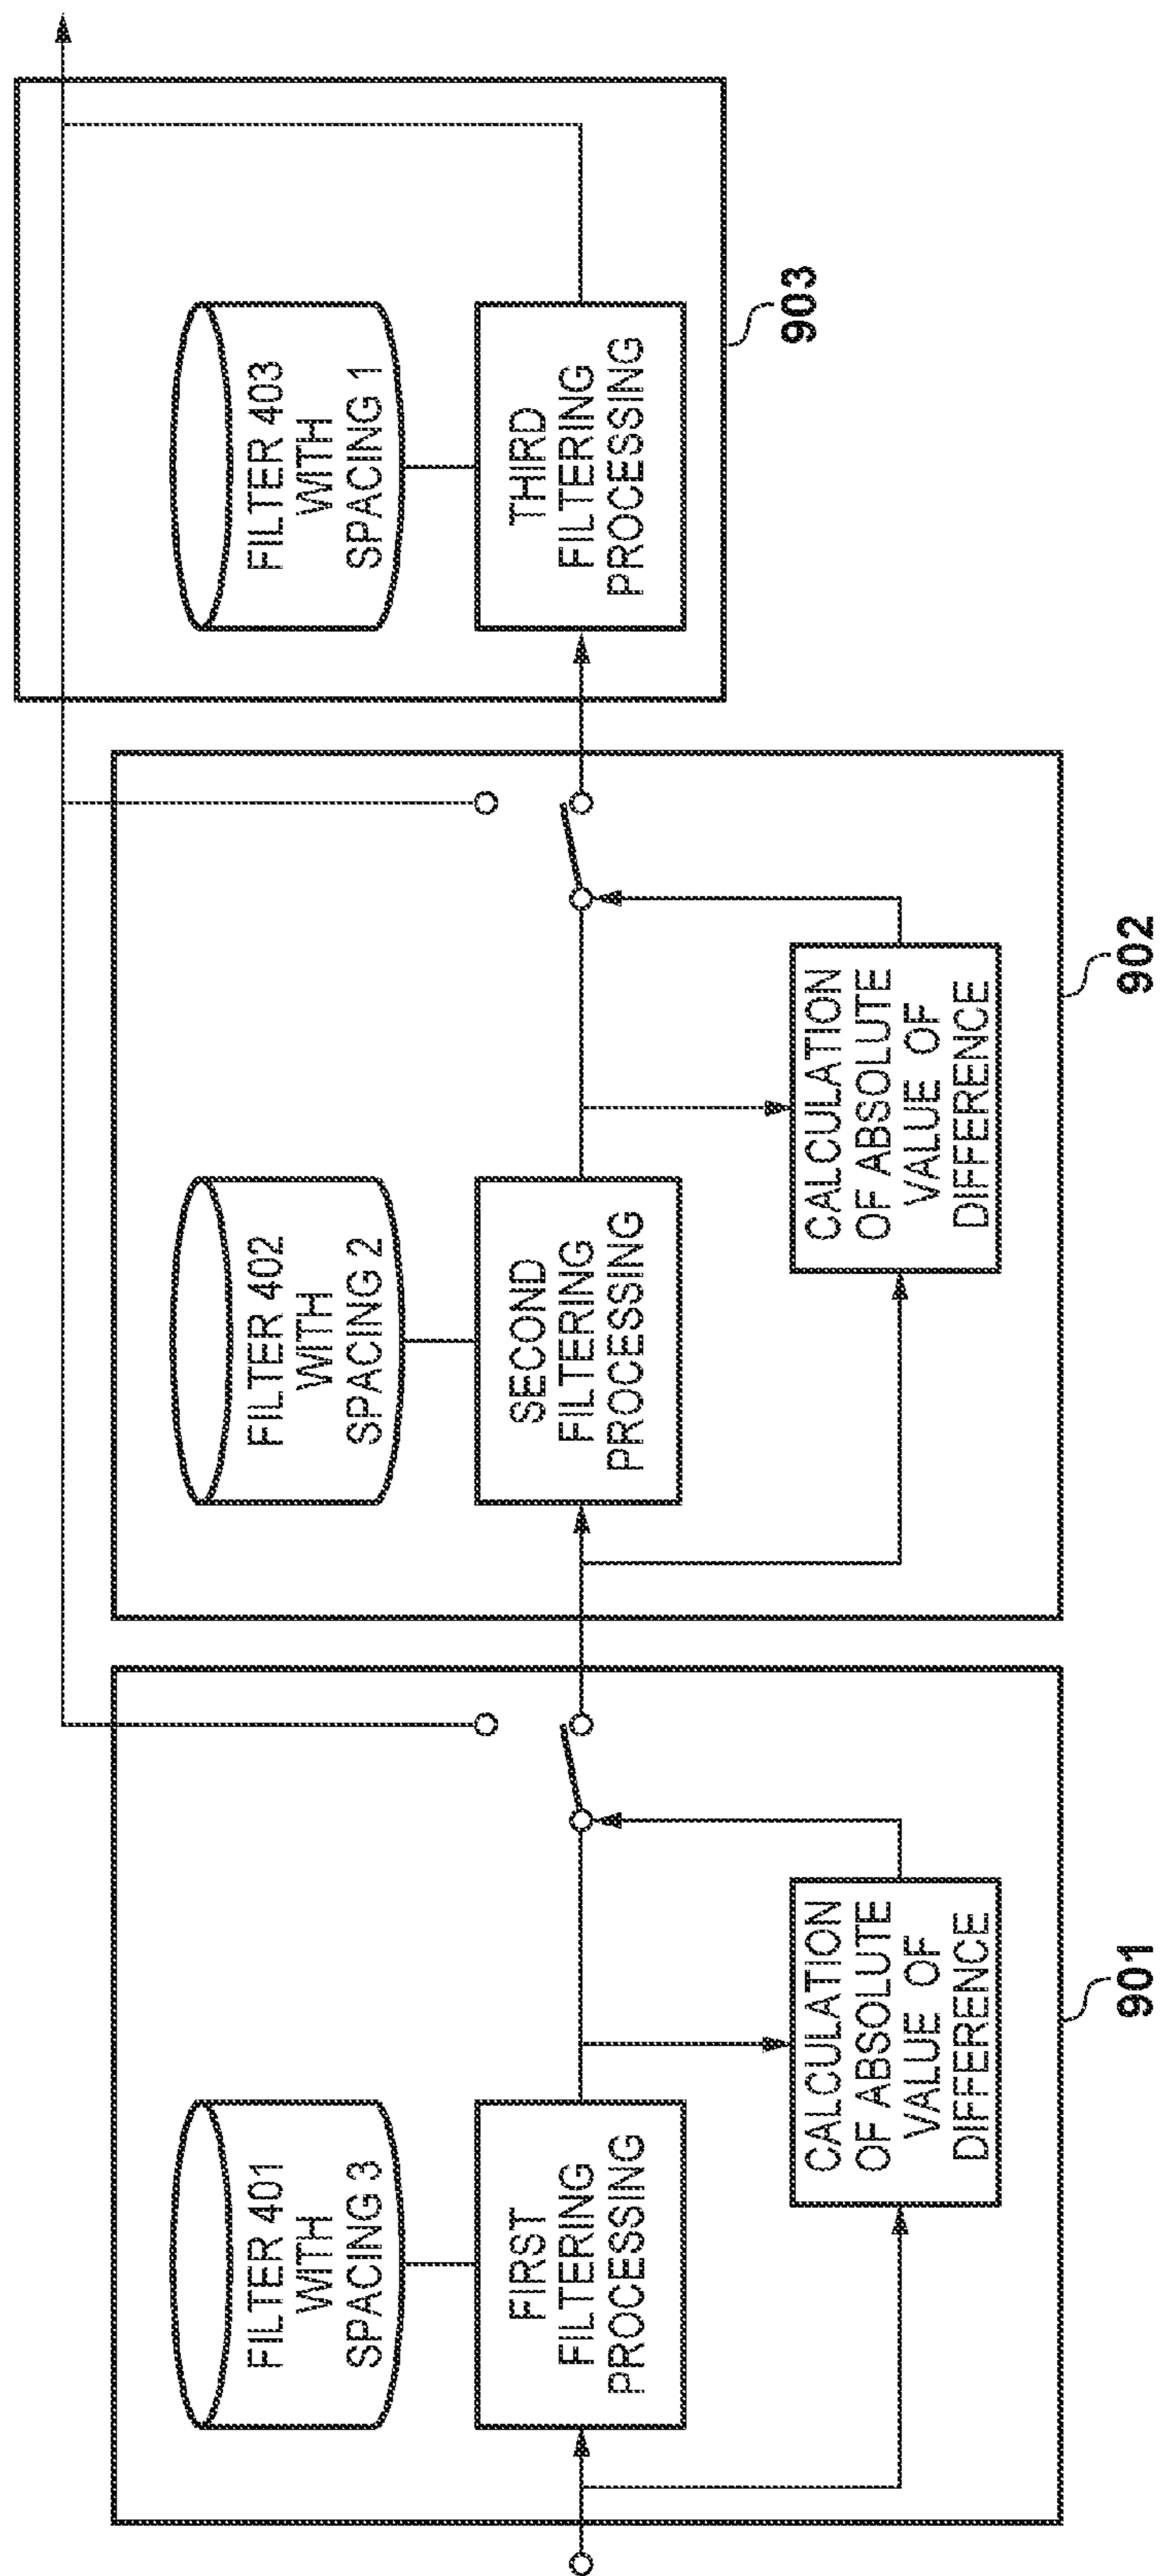 FILTER 401
WITH
SPACING 3
FIRST
FILTERING
PROCESSING
CALCULATION
OF ABSOLUTE
VALUE OF
DIFFERENCE
901
FILTER 402
WITH
SPACING 2
SECOND
FILTERING
PROCESSING
CALCULATION
OF ABSOLUTE
VALUE OF
DIFFERENCE
902
FILTER 403
WITH
SPACING 1
THIRD
FILTERING
PROCESSING
903